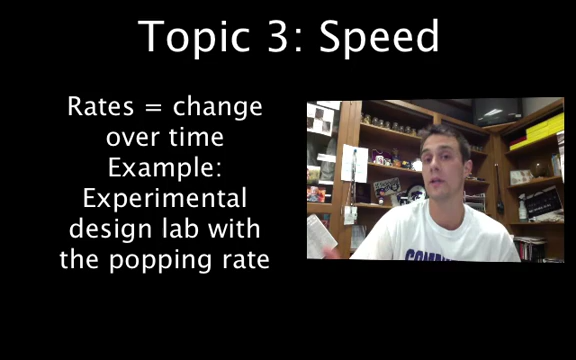 Topic 3: Speed
Rates = change
over time
Example:
Experimental
design lab with
the popping rate